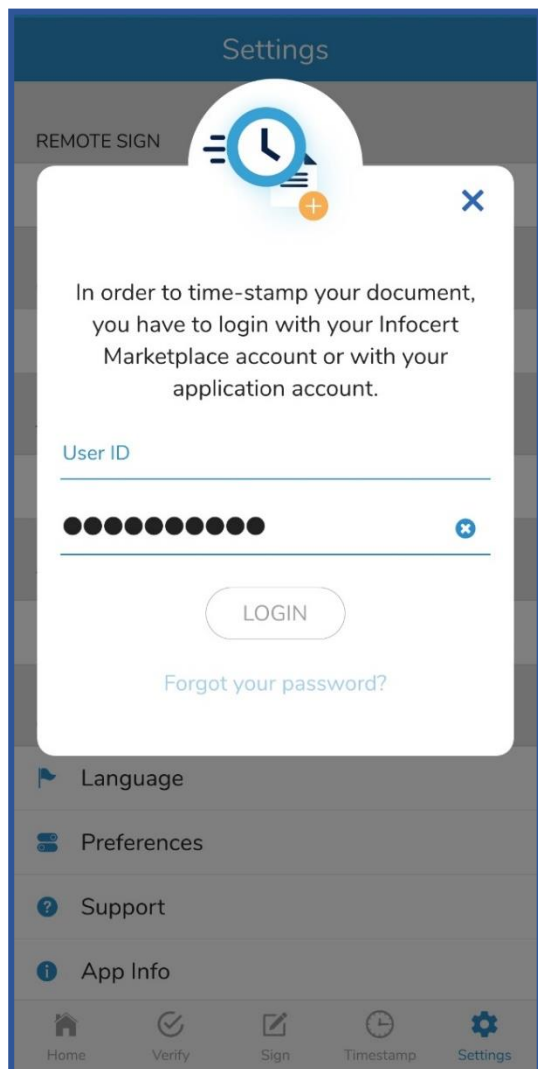 Settings
REMOTE SIGN
In order to time-stamp your document,
you have to login with your Infocert
Marketplace account or with your
application account.
User ID
●●●●●●●●●●
LOGIN
Forgot your password?
Language
Preferences
Support
App Info
Home Verify Sign Timestamp Settings